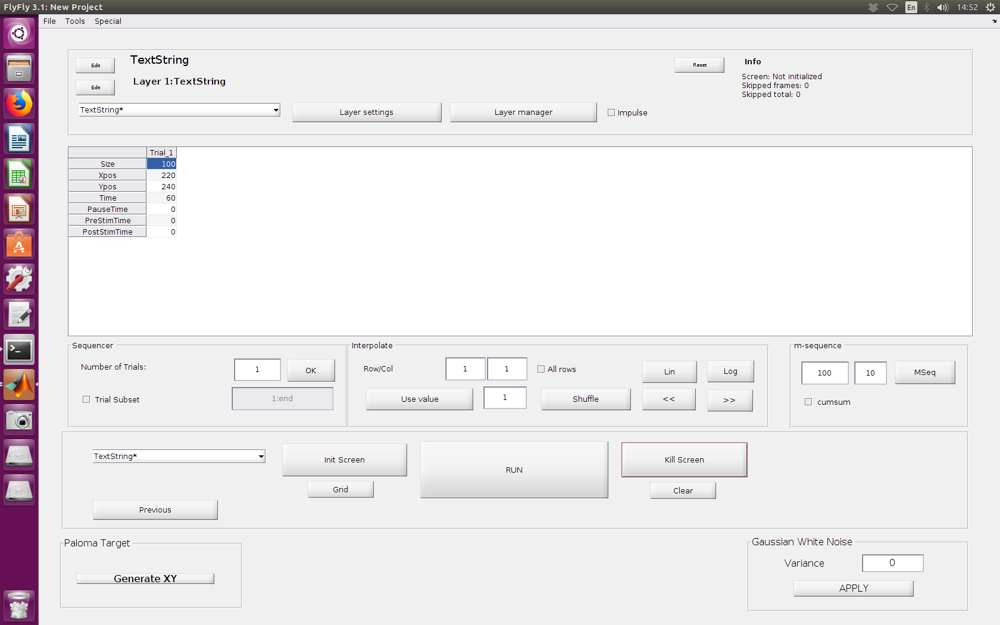 FlyFly 3.1: New Project
En
14:52
File Tools Special
Edit
TextString
Reset
Info
Edit
Layer 1:TextString
Screen: Not initialized
Skipped frames: 0
Skipped total: 0
TextString*
Layer settings
Layer manager
Impulse
Trial_1
Size 100
Xpos 220
Ypos 240
Time 60
PauseTime 0
PreStimTime 0
PostStimTime 0
Sequencer
Number of Trials: 1 OK
Trial Subset 1:end
Interpolate
Row/Col 1 1 All rows Lin Log
Use value 1 Shuffle << >>
m-sequence
100 10 MSeq
cumsum
TextString*
Init Screen
RUN
Kill Screen
Grid
Clear
Previous
Paloma Target
Generate XY
Gaussian White Noise
Variance 0
APPLY